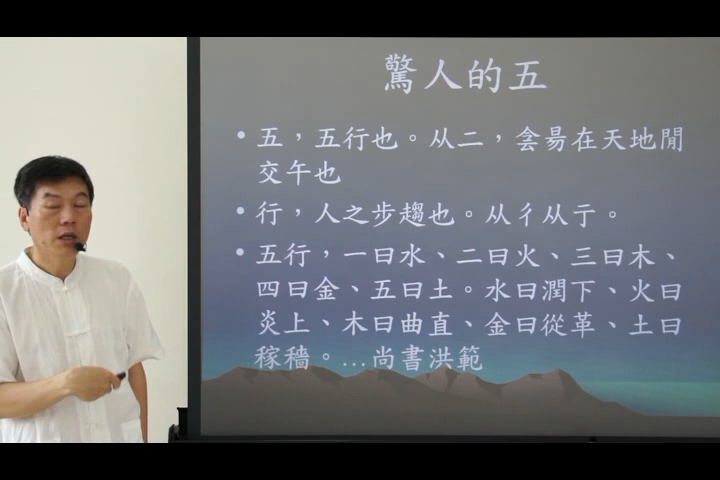 驚人的五
• 五，五行也。从二，侌昜在天地閒
交午也
• 行，人之步趨也。从彳从亍。
• 五行，一曰水、二曰火、三曰木、
四曰金、五曰土。水曰潤下、火曰
炎上、木曰曲直、金曰從革、土曰
稼穡。…尚書洪範